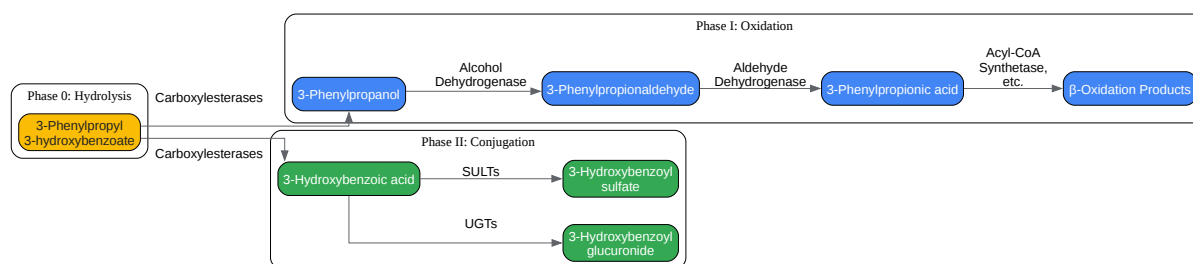 Phase I: Oxidation
3-Phenylpropanol
Alcohol
Dehydrogenase
3-Phenylpropionaldehyde
Aldehyde
Dehydrogenase
3-Phenylpropionic acid
Acyl-CoA
Synthetase,
etc.
β-Oxidation Products
Phase 0: Hydrolysis
3-Phenylpropyl
3-hydroxybenzoate
Carboxylesterases
Carboxylesterases
Phase II: Conjugation
3-Hydroxybenzoic acid
SULTs
3-Hydroxybenzoyl
sulfate
UGTs
3-Hydroxybenzoyl
glucuronide